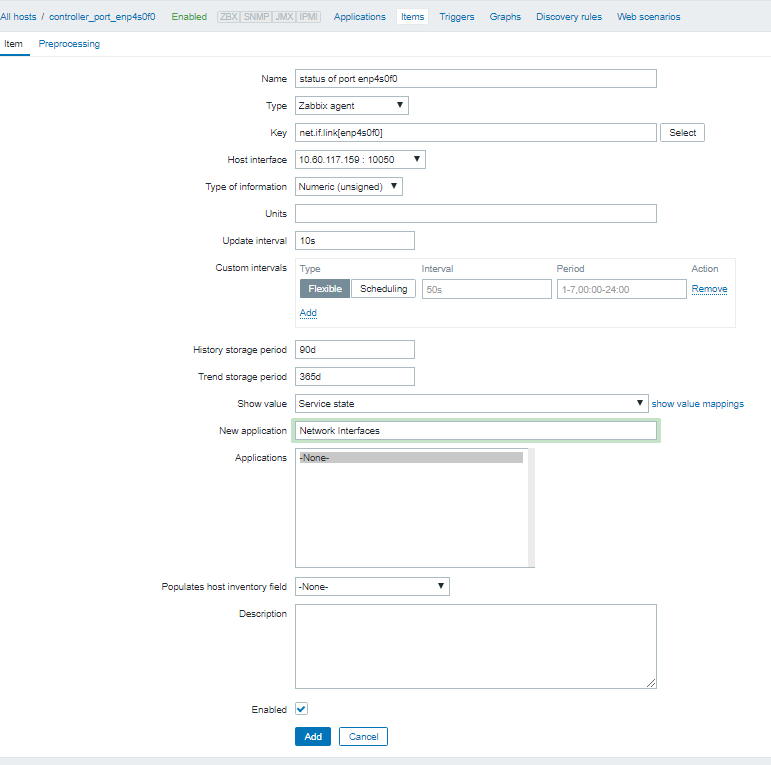 All hosts / controller_port_enp4s0f0 Enabled ZBX SNMP JMX IPMI Applications Items Triggers Graphs Discovery rules Web scenarios
Item Preprocessing
Name status of port enp4s0f0
Type Zabbix agent
Key net.if.link[enp4s0f0] Select
Host interface 10.60.117.159 : 10050
Type of information Numeric (unsigned)
Units
Update interval 10s
Custom intervals Type Interval Period Action
Flexible Scheduling 50s 1-7,00:00-24:00 Remove
Add
History storage period 90d
Trend storage period 365d
Show value Service state show value mappings
New application Network Interfaces
Applications -None-
Populates host inventory field -None-
Description
Enabled
Add Cancel